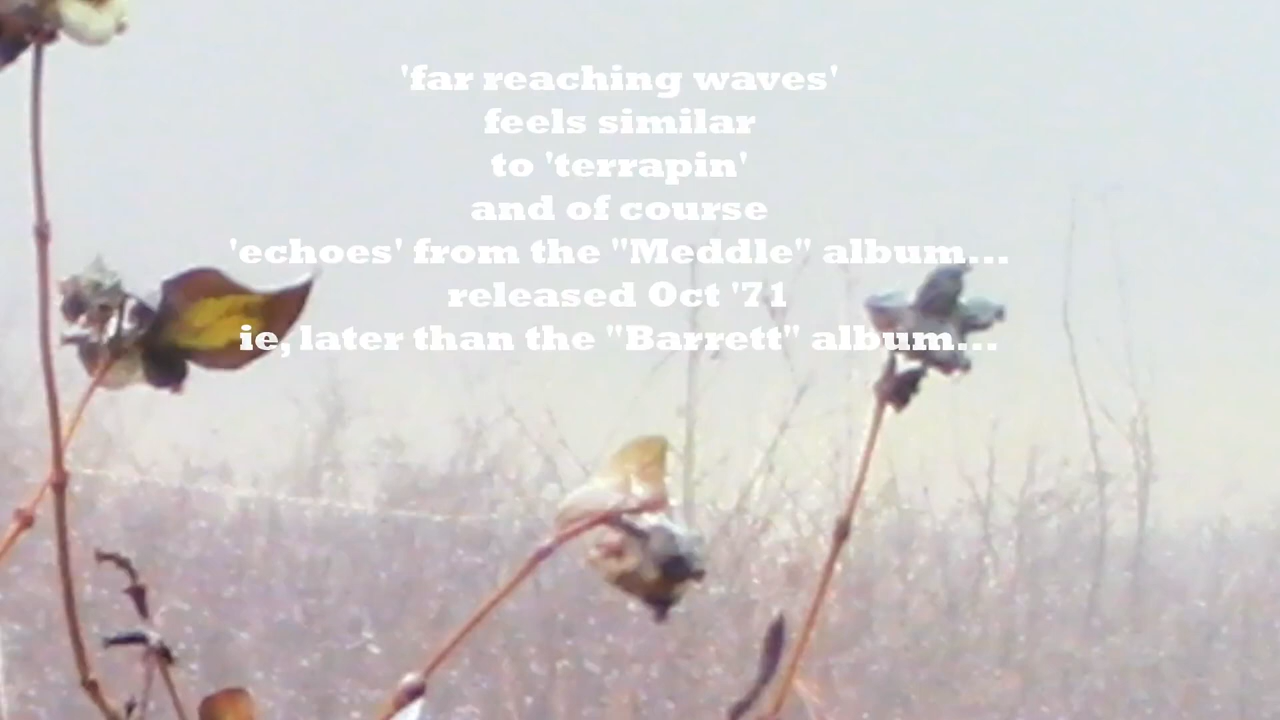 'far reaching waves'
feels similar
to 'terrapin'
and of course
'echoes' from the "Meddle" album...
released Oct '71
ie, later than the "Barrett" album...